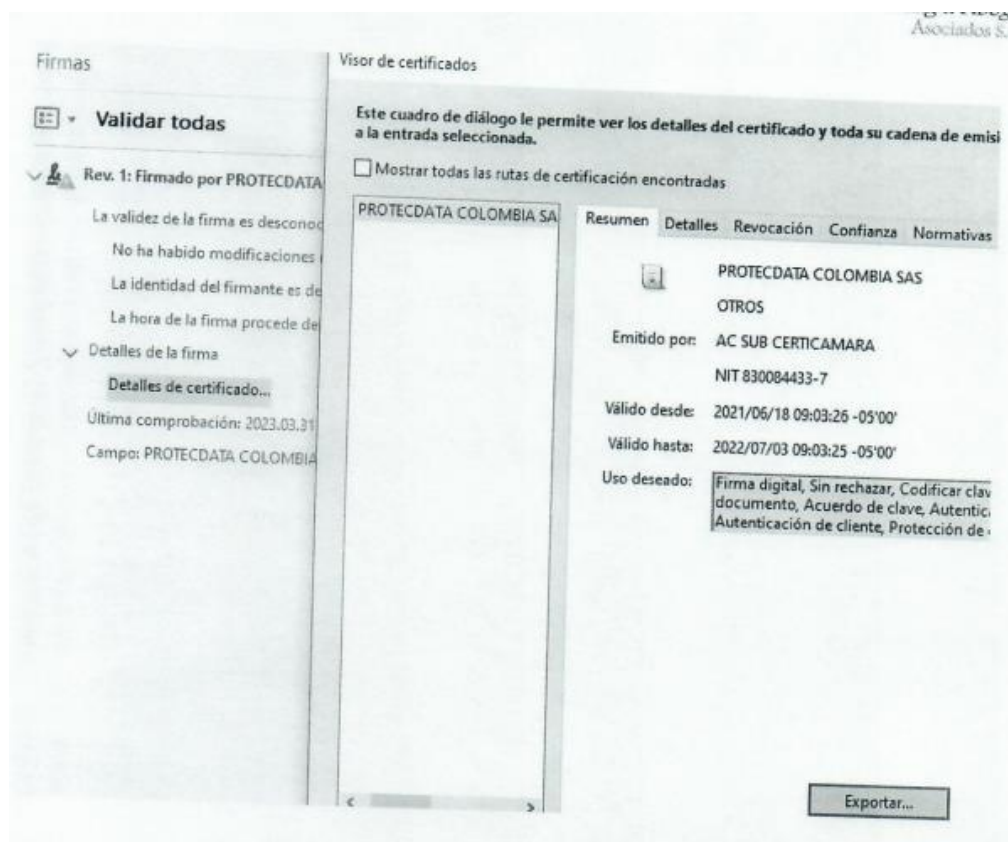 Asociados S.
Firmas
Validar todas
Rev. 1: Firmado por PROTECDATA
La validez de la firma es desconoc
No ha habido modificaciones
La identidad del firmante es de
La hora de la firma procede de
Detalles de la firma
Detalles de certificado...
Última comprobación: 2023.03.31
Campo: PROTECDATA COLOMBIA
Visor de certificados
Este cuadro de diálogo le permite ver los detalles del certificado y toda su cadena de emisi
a la entrada seleccionada.
Mostrar todas las rutas de certificación encontradas
PROTECDATA COLOMBIA SA
Resumen Detalles Revocación Confianza Normativas
PROTECDATA COLOMBIA SAS
OTROS
Emitido por: AC SUB CERTICAMARA
NIT 830084433-7
Válido desde: 2021/06/18 09:03:26 -05'00'
Válido hasta: 2022/07/03 09:03:25 -05'00'
Uso deseado: Firma digital, Sin rechazar, Codificar clav
documento, Acuerdo de clave, Autentic
Autenticación de cliente, Protección de
Exportar...